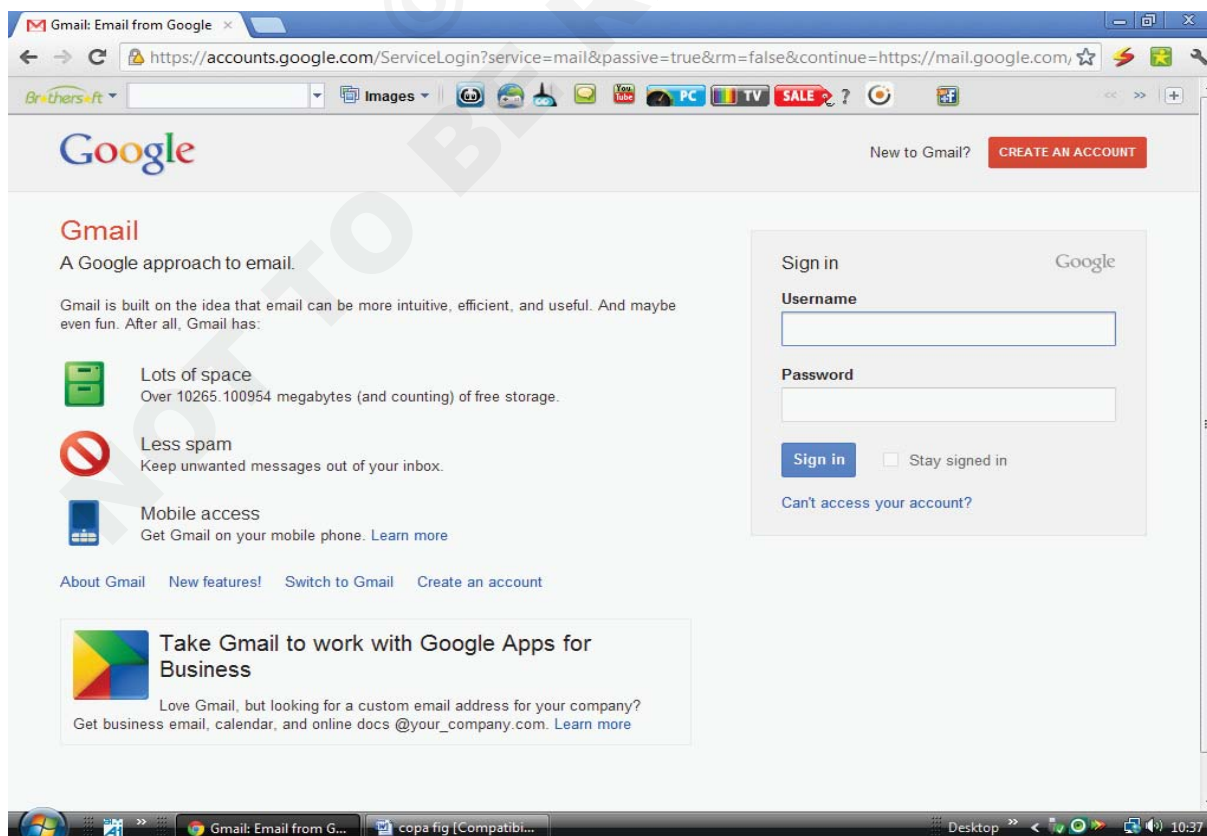 Gmail: Email from Google
https://accounts.google.com/ServiceLogin?service=mail&passive=true&rm=false&continue=https://mail.google.com/
Brothersoft Images You Tube PC TV SALE ?
Google
New to Gmail? CREATE AN ACCOUNT
Gmail
A Google approach to email.
Gmail is built on the idea that email can be more intuitive, efficient, and useful. And maybe
even fun. After all, Gmail has:
Lots of space
Over 10265.100954 megabytes (and counting) of free storage.
Less spam
Keep unwanted messages out of your inbox.
Mobile access
Get Gmail on your mobile phone. Learn more
About Gmail New features! Switch to Gmail Create an account
Take Gmail to work with Google Apps for
Business
Love Gmail, but looking for a custom email address for your company?
Get business email, calendar, and online docs @your_company.com. Learn more
Sign in Google
Username
Password
Sign in Stay signed in
Can't access your account?
NOT TO BE R
©
Gmail: Email from G... copa fig [Compatibi... Desktop 10:37